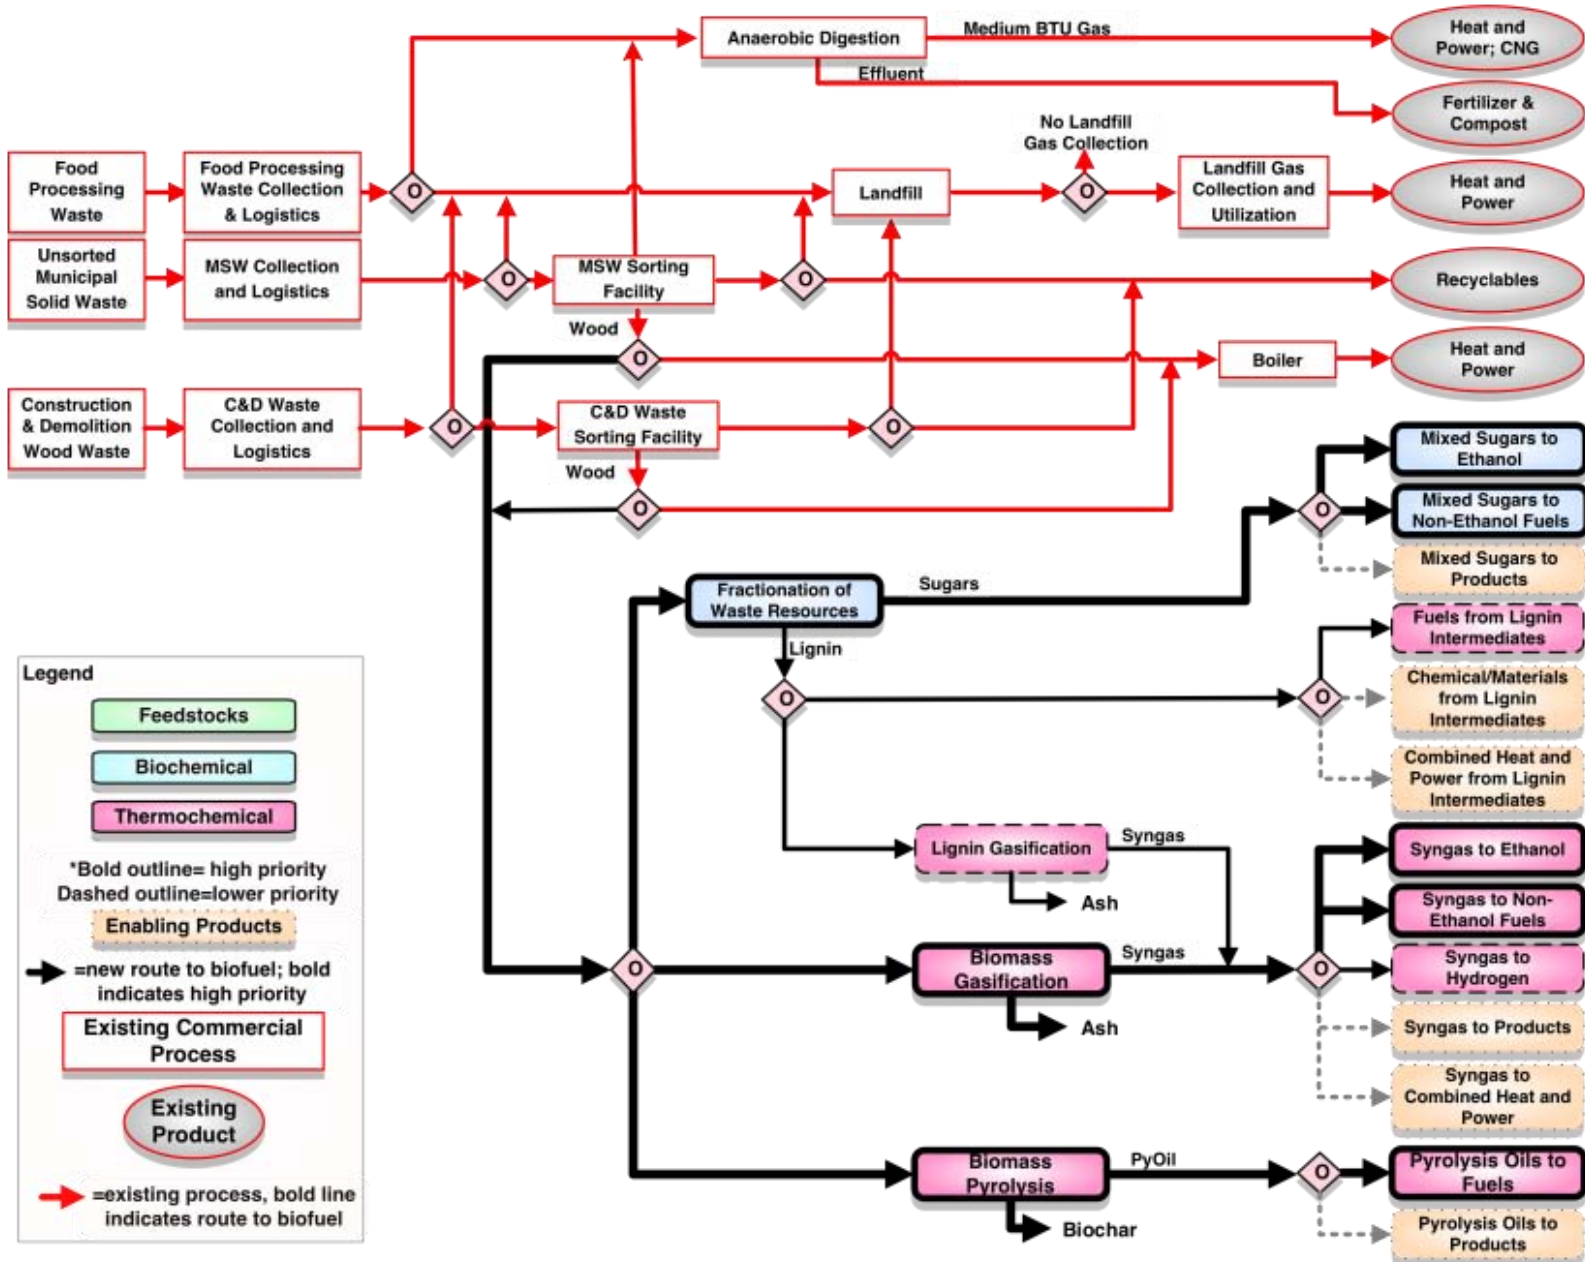 Anaerobic Digestion
Medium BTU Gas
Effluent
Heat and
Power; CNG
Fertilizer &
Compost
No Landfill
Gas Collection
Food
Processing
Waste
Food Processing
Waste Collection
& Logistics
O
Landfill
O
Landfill Gas
Collection and
Utilization
Heat and
Power
Unsorted
Municipal
Solid Waste
MSW Collection
and Logistics
O
MSW Sorting
Facility
O
Recyclables
Wood
O
Boiler
Heat and
Power
Construction
& Demolition
Wood Waste
C&D Waste
Collection and
Logistics
O
C&D Waste
Sorting Facility
O
Wood
O
Mixed Sugars to
Ethanol
O
Mixed Sugars to
Non-Ethanol Fuels
Mixed Sugars to
Products
Fractionation of
Waste Resources
Sugars
Lignin
O
Fuels from Lignin
Intermediates
O
Chemical/Materials
from Lignin
Intermediates
Combined Heat and
Power from Lignin
Intermediates
Lignin Gasification
Syngas
Ash
Syngas to Ethanol
Syngas to Non-
Ethanol Fuels
O
Biomass
Gasification
Syngas
Ash
O
Syngas to
Hydrogen
Syngas to Products
Syngas to
Combined Heat and
Power
Biomass
Pyrolysis
PyOil
Biochar
O
Pyrolysis Oils to
Fuels
Pyrolysis Oils to
Products
Legend
Feedstocks
Biochemical
Thermochemical
*Bold outline= high priority
Dashed outline=lower priority
Enabling Products
=new route to biofuel; bold
indicates high priority
Existing Commercial
Process
Existing
Product
=existing process, bold line
indicates route to biofuel